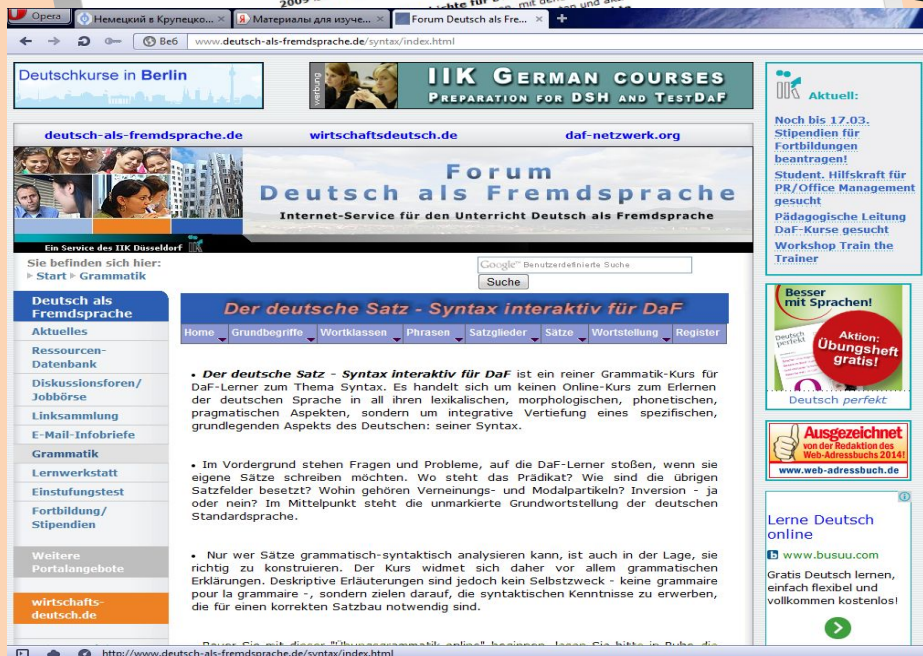 Opera
Немецкий в Крупецко...
Материалы для изуче...
Forum Deutsch als Fre...
Веб
www.deutsch-als-fremdsprache.de/syntax/index.html
Deutschkurse in Berlin
werbung
IIK GERMAN COURSES
PREPARATION FOR DSH AND TESTDAF
deutsch-als-fremdsprache.de
wirtschaftsdeutsch.de
daf-netzwerk.org
Forum
Deutsch als Fremdsprache
Internet-Service für den Unterricht Deutsch als Fremdsprache
Ein Service des IIK Düsseldorf
Sie befinden sich hier:
Start
Grammatik
Google™ Benutzerdefinierte Suche
Suche
Deutsch als
Fremdsprache
Aktuelles
Ressourcen-
Datenbank
Diskussionsforen/
Jobbörse
Linksammlung
E-Mail-Infobriefe
Grammatik
Lernwerkstatt
Einstufungstest
Fortbildung/
Stipendien
Weitere
Portalangebote
wirtschafts-
deutsch.de
Der deutsche Satz - Syntax interaktiv für DaF
Home Grundbegriffe Wortklassen Phrasen Satzglieder Sätze Wortstellung Register
• Der deutsche Satz - Syntax interaktiv für DaF ist ein reiner Grammatik-Kurs für
DaF-Lerner zum Thema Syntax. Es handelt sich um keinen Online-Kurs zum Erlernen
der deutschen Sprache in all ihren lexikalischen, morphologischen, phonetischen,
pragmatischen Aspekten, sondern um integrative Vertiefung eines spezifischen,
grundlegenden Aspekts des Deutschen: seiner Syntax.
• Im Vordergrund stehen Fragen und Probleme, auf die DaF-Lerner stoßen, wenn sie
eigene Sätze schreiben möchten. Wo steht das Prädikat? Wie sind die übrigen
Satzfelder besetzt? Wohin gehören Verneinungs- und Modalpartikeln? Inversion - ja
oder nein? Im Mittelpunkt steht die unmarkierte Grundwortstellung der deutschen
Standardsprache.
• Nur wer Sätze grammatisch-syntaktisch analysieren kann, ist auch in der Lage, sie
richtig zu konstruieren. Der Kurs widmet sich daher vor allem grammatischen
Erklärungen. Deskriptive Erläuterungen sind jedoch kein Selbstzweck - keine grammaire
pour la grammaire -, sondern zielen darauf, die syntaktischen Kenntnisse zu erwerben,
die für einen korrekten Satzbau notwendig sind.
IIK Aktuell:
Noch bis 17.03.
Stipendien für
Fortbildungen
beantragen!
Student. Hilfskraft für
PR/Office Management
gesucht
Pädagogische Leitung
DaF-Kurse gesucht
Workshop Train the
Trainer
Besser
mit Sprachen!
Deutsch
perfekt
Aktion:
Übungsheft
gratis!
Deutsch perfekt
Ausgezeichnet
von der Redaktion des
Web-Adressbuchs 2014!
www.web-adressbuch.de
Lerne Deutsch
online
www.busuu.com
Gratis Deutsch lernen,
einfach flexibel und
vollkommen kostenlos!
http://www.deutsch-als-fremdsprache.de/syntax/index.html